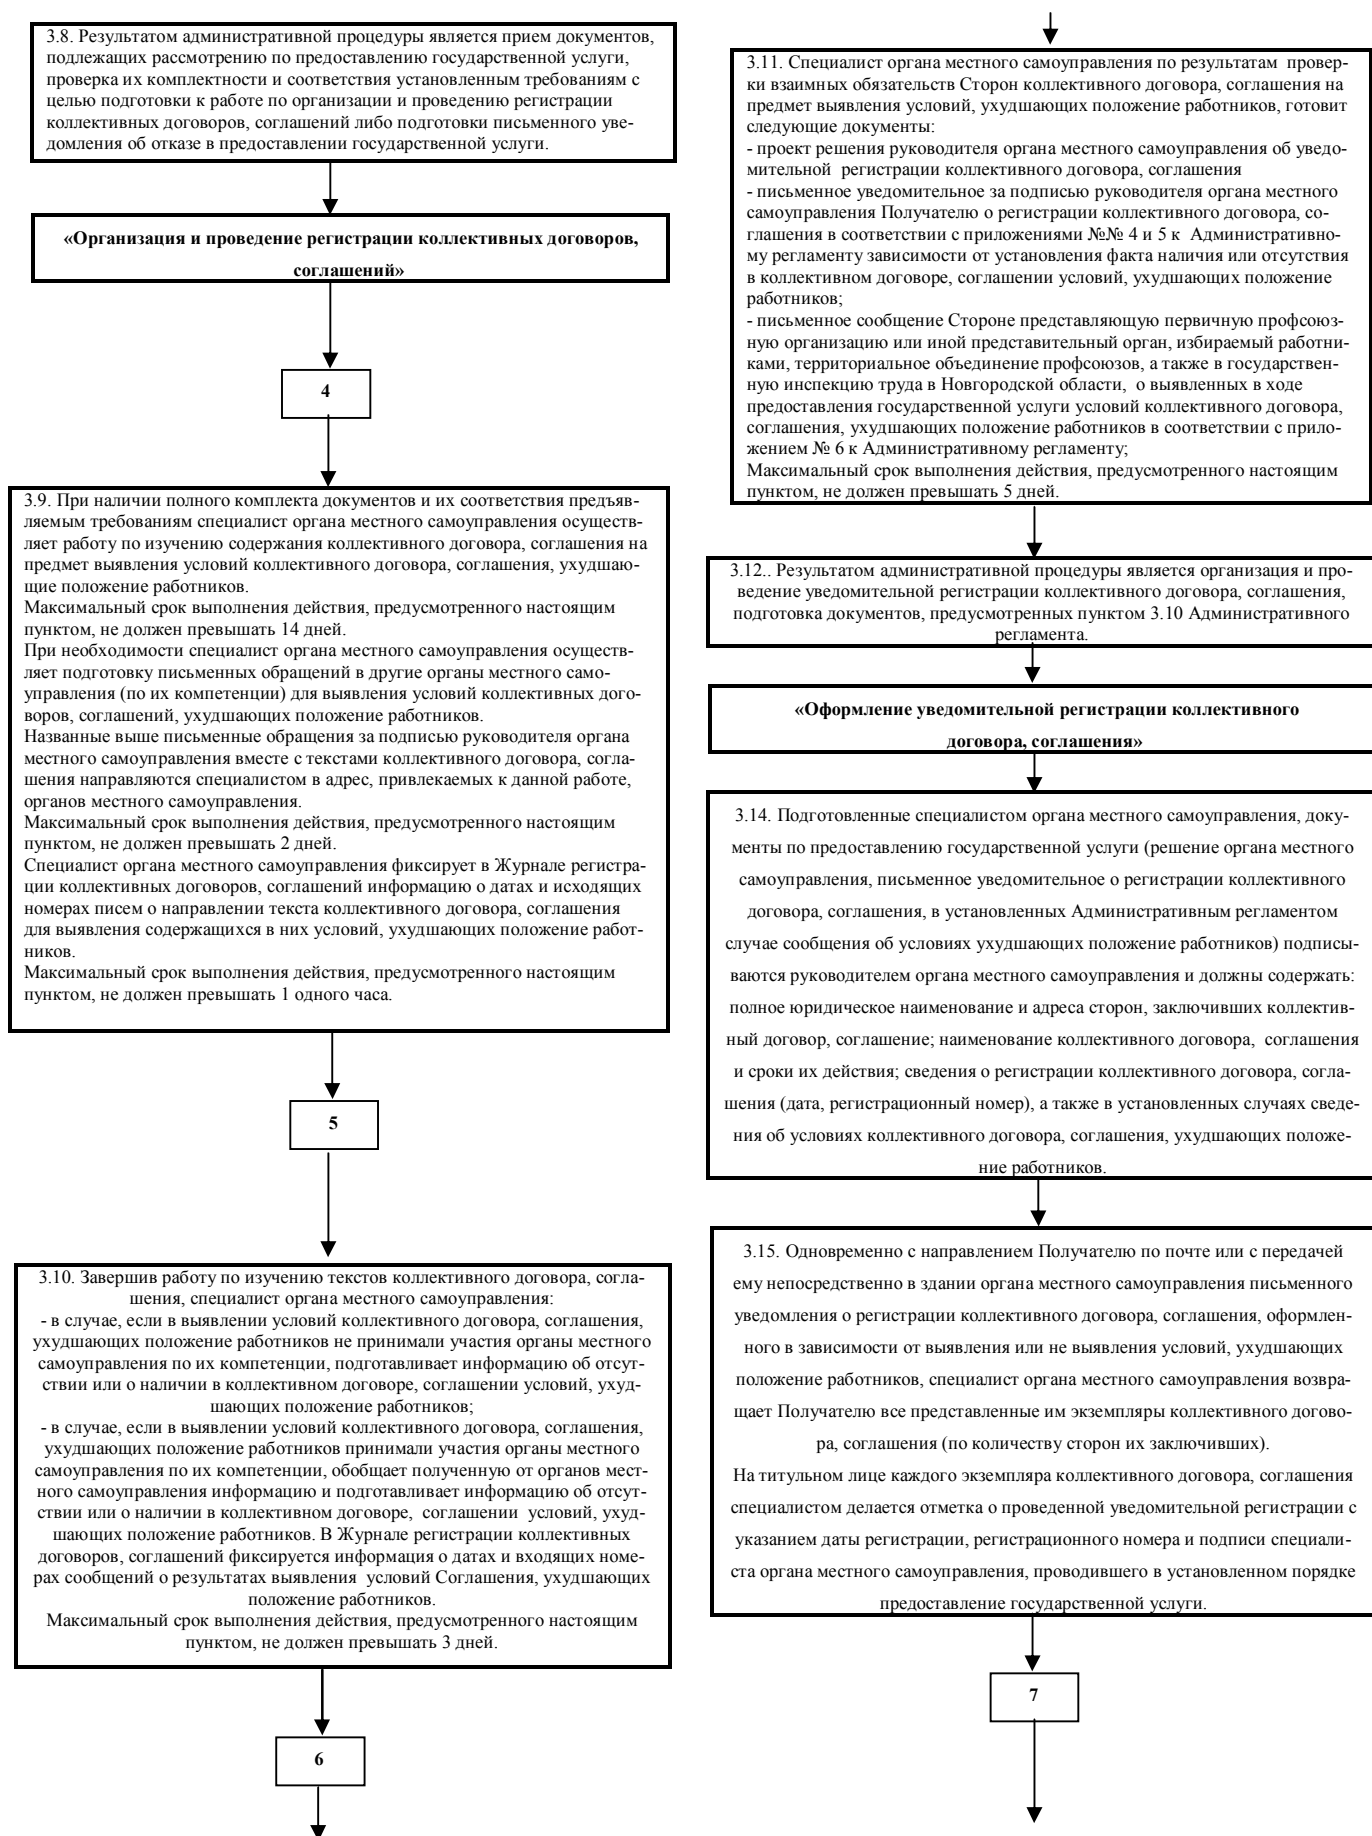 3.8. Результатом административной процедуры является прием документов,
подлежащих рассмотрению по предоставлению государственной услуги,
проверка их комплектности и соответствия установленным требованиям с
целью подготовки к работе по организации и проведению регистрации
коллективных договоров, соглашений либо подготовки письменного уве-
домления об отказе в предоставлении государственной услуги.
«Организация и проведение регистрации коллективных договоров,
соглашений»
4
3.9. При наличии полного комплекта документов и их соответствия предъяв-
ляемым требованиям специалист органа местного самоуправления осуществ-
ляет работу по изучению содержания коллективного договора, соглашения на
предмет выявления условий коллективного договора, соглашения, ухудшаю-
щие положение работников.
Максимальный срок выполнения действия, предусмотренного настоящим
пунктом, не должен превышать 14 дней.
При необходимости специалист органа местного самоуправления осуществ-
ляет подготовку письменных обращений в другие органы местного само-
управления (по их компетенции) для выявления условий коллективных дого-
воров, соглашений, ухудшающих положение работников.
Названные выше письменные обращения за подписью руководителя органа
местного самоуправления вместе с текстами коллективного договора, согла-
шения направляются специалистом в адрес, привлекаемых к данной работе,
органов местного самоуправления.
Максимальный срок выполнения действия, предусмотренного настоящим
пунктом, не должен превышать 2 дней.
Специалист органа местного самоуправления фиксирует в Журнале регистра-
ции коллективных договоров, соглашений информацию о датах и исходящих
номерах писем о направлении текста коллективного договора, соглашения
для выявления содержащихся в них условий, ухудшающих положение работ-
ников.
Максимальный срок выполнения действия, предусмотренного настоящим
пунктом, не должен превышать 1 одного часа.
5
3.10. Завершив работу по изучению текстов коллективного договора, согла-
шения, специалист органа местного самоуправления:
- в случае, если в выявлении условий коллективного договора, соглашения,
ухудшающих положение работников не принимали участия органы местного
самоуправления по их компетенции, подготавливает информацию об отсут-
ствии или о наличии в коллективном договоре, соглашении условий, ухуд-
шающих положение работников;
- в случае, если в выявлении условий коллективного договора, соглашения,
ухудшающих положение работников принимали участия органы местного
самоуправления по их компетенции, обобщает полученную от органов мест-
ного самоуправления информацию и подготавливает информацию об отсут-
ствии или о наличии в коллективном договоре, соглашении условий, ухуд-
шающих положение работников. В Журнале регистрации коллективных
договоров, соглашений фиксируется информация о датах и входящих номе-
рах сообщений о результатах выявления условий Соглашения, ухудшающих
положение работников.
Максимальный срок выполнения действия, предусмотренного настоящим
пунктом, не должен превышать 3 дней.
6
3.11. Специалист органа местного самоуправления по результатам провер-
ки взаимных обязательств Сторон коллективного договора, соглашения на
предмет выявления условий, ухудшающих положение работников, готовит
следующие документы:
- проект решения руководителя органа местного самоуправления об уведо-
мительной регистрации коллективного договора, соглашения
- письменное уведомительное за подписью руководителя органа местного
самоуправления Получателю о регистрации коллективного договора, со-
глашения в соответствии с приложениями №№ 4 и 5 к Административно-
му регламенту зависимости от установления факта наличия или отсутствия
в коллективном договоре, соглашении условий, ухудшающих положение
работников;
- письменное сообщение Стороне представляющую первичную профсоюз-
ную организацию или иной представительный орган, избираемый работни-
ками, территориальное объединение профсоюзов, а также в государствен-
ную инспекцию труда в Новгородской области, о выявленных в ходе
предоставления государственной услуги условий коллективного договора,
соглашения, ухудшающих положение работников в соответствии с прило-
жением № 6 к Административному регламенту;
Максимальный срок выполнения действия, предусмотренного настоящим
пунктом, не должен превышать 5 дней.
3.12.. Результатом административной процедуры является организация и про-
ведение уведомительной регистрации коллективного договора, соглашения,
подготовка документов, предусмотренных пунктом 3.10 Административного
регламента.
«Оформление уведомительной регистрации коллективного
договора, соглашения»
3.14. Подготовленные специалистом органа местного самоуправления, доку-
менты по предоставлению государственной услуги (решение органа местного
самоуправления, письменное уведомительное о регистрации коллективного
договора, соглашения, в установленных Административным регламентом
случае сообщения об условиях ухудшающих положение работников) подписы-
ваются руководителем органа местного самоуправления и должны содержать:
полное юридическое наименование и адреса сторон, заключивших коллектив-
ный договор, соглашение; наименование коллективного договора, соглашения
и сроки их действия; сведения о регистрации коллективного договора, согла-
шения (дата, регистрационный номер), а также в установленных случаях сведе-
ния об условиях коллективного договора, соглашения, ухудшающих положе-
ние работников.
3.15. Одновременно с направлением Получателю по почте или с передачей
ему непосредственно в здании органа местного самоуправления письменного
уведомления о регистрации коллективного договора, соглашения, оформлен-
ного в зависимости от выявления или не выявления условий, ухудшающих
положение работников, специалист органа местного самоуправления возвра-
щает Получателю все представленные им экземпляры коллективного догово-
ра, соглашения (по количеству сторон их заключивших).
На титульном лице каждого экземпляра коллективного договора, соглашения
специалистом делается отметка о проведенной уведомительной регистрации с
указанием даты регистрации, регистрационного номера и подписи специали-
ста органа местного самоуправления, проводившего в установленном порядке
предоставление государственной услуги.
7